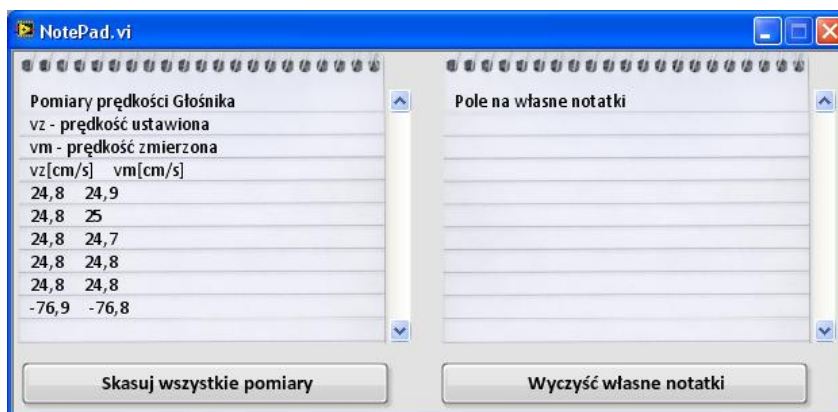 NotePad.vi
Pomiary prędkości Głośnika
vz - prędkość ustawiona
vm - prędkość zmierzona
vz[cm/s] vm[cm/s]
24,8 24,9
24,8 25
24,8 24,7
24,8 24,8
24,8 24,8
-76,9 -76,8
Skasuj wszystkie pomiary
Pole na własne notatki
Wyczyść własne notatki